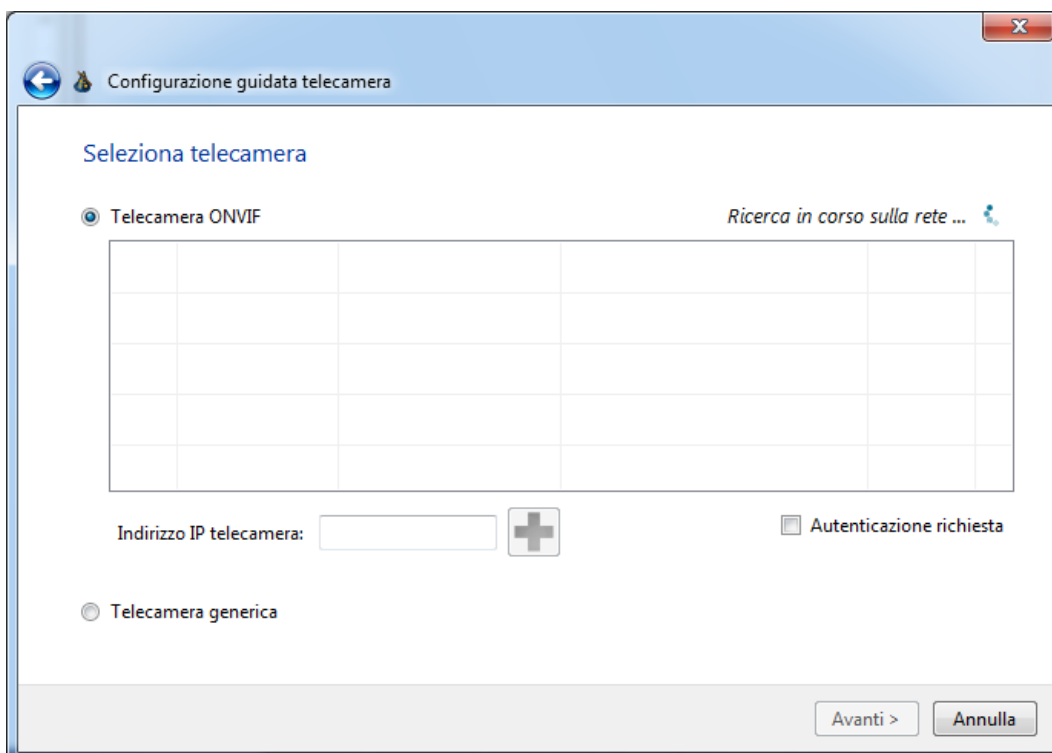 Configurazione guidata telecamera
Seleziona telecamera
Telecamera ONVIF
Ricerca in corso sulla rete ...
Indirizzo IP telecamera:
Autenticazione richiesta
Telecamera generica
Avanti >
Annulla